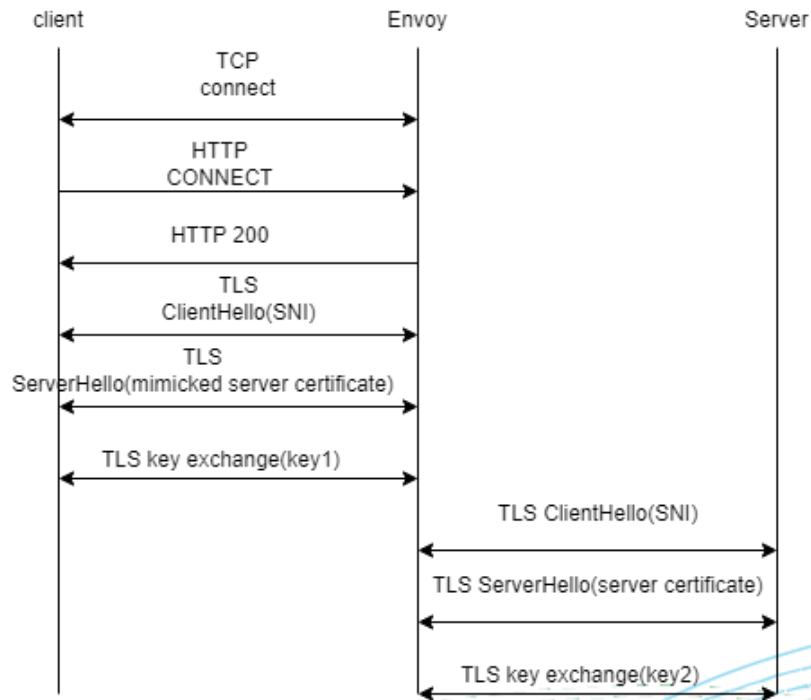 client Envoy Server
TCP
connect
HTTP
CONNECT
HTTP 200
TLS
ClientHello(SNI)
TLS
ServerHello(mimicked server certificate)
TLS key exchange(key1)
TLS ClientHello(SNI)
TLS ServerHello(server certificate)
TLS key exchange(key2)